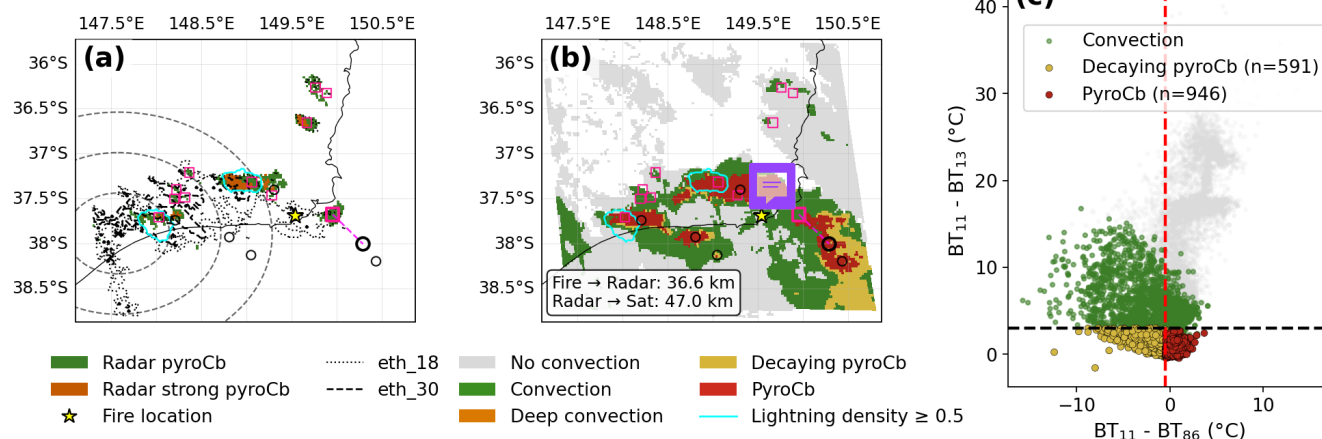 147.5°E 148.5°E 149.5°E 150.5°E
147.5°E 148.5°E 149.5°E 150.5°E
(a)
36°S
36.5°S
37°S
37.5°S
38°S
38.5°S
(b)
36°S
36.5°S
37°S
37.5°S
38°S
38.5°S
Fire → Radar: 36.6 km
Radar → Sat: 47.0 km
(c)
Convection
Decaying pyroCb (n=591)
PyroCb (n=946)
BT11 - BT13 (°C)
40
30
20
10
0
−10 0 10
BT11 - BT86 (°C)
Radar pyroCb
Radar strong pyroCb
Fire location
eth_18
eth_30
No convection
Convection
Deep convection
Decaying pyroCb
PyroCb
Lightning density ≥ 0.5